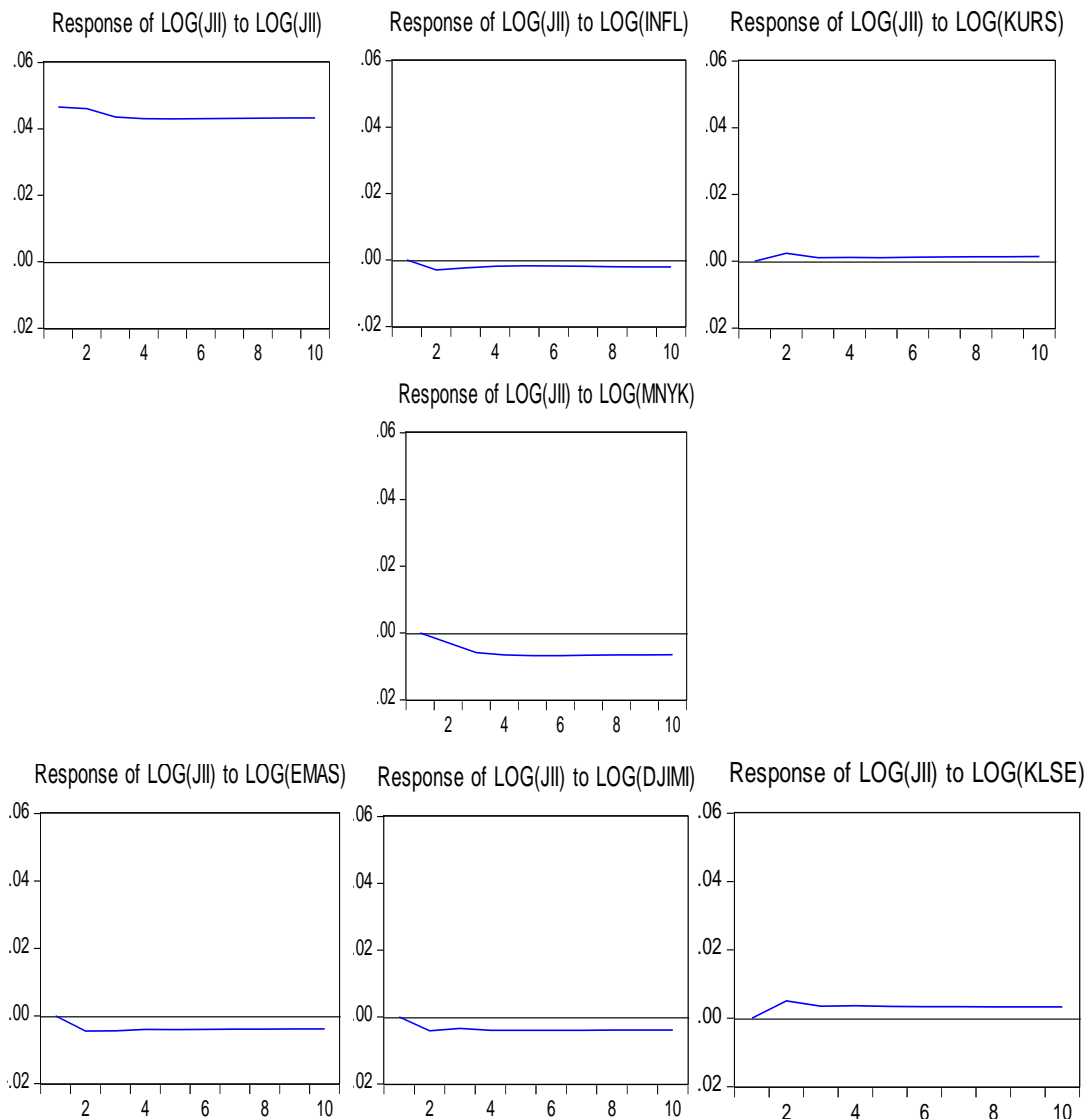 Response of LOG(JII) to LOG(JII)
Response of LOG(JII) to LOG(INFL)
Response of LOG(JII) to LOG(KURS)
.06
.04
.02
.00
.02
2 4 6 8 10
.06
.04
.02
.00
-.02
2 4 6 8 10
.06
.04
.02
.00
.02
2 4 6 8 10
Response of LOG(JII) to LOG(MNYK)
.06
.04
.02
.00
.02
2 4 6 8 10
Response of LOG(JII) to LOG(EMAS)
Response of LOG(JII) to LOG(DJIMI)
Response of LOG(JII) to LOG(KLSE)
.06
.04
.02
.00
-.02
2 4 6 8 10
.06
.04
.02
.00
.02
2 4 6 8 10
.06
.04
.02
.00
.02
2 4 6 8 10